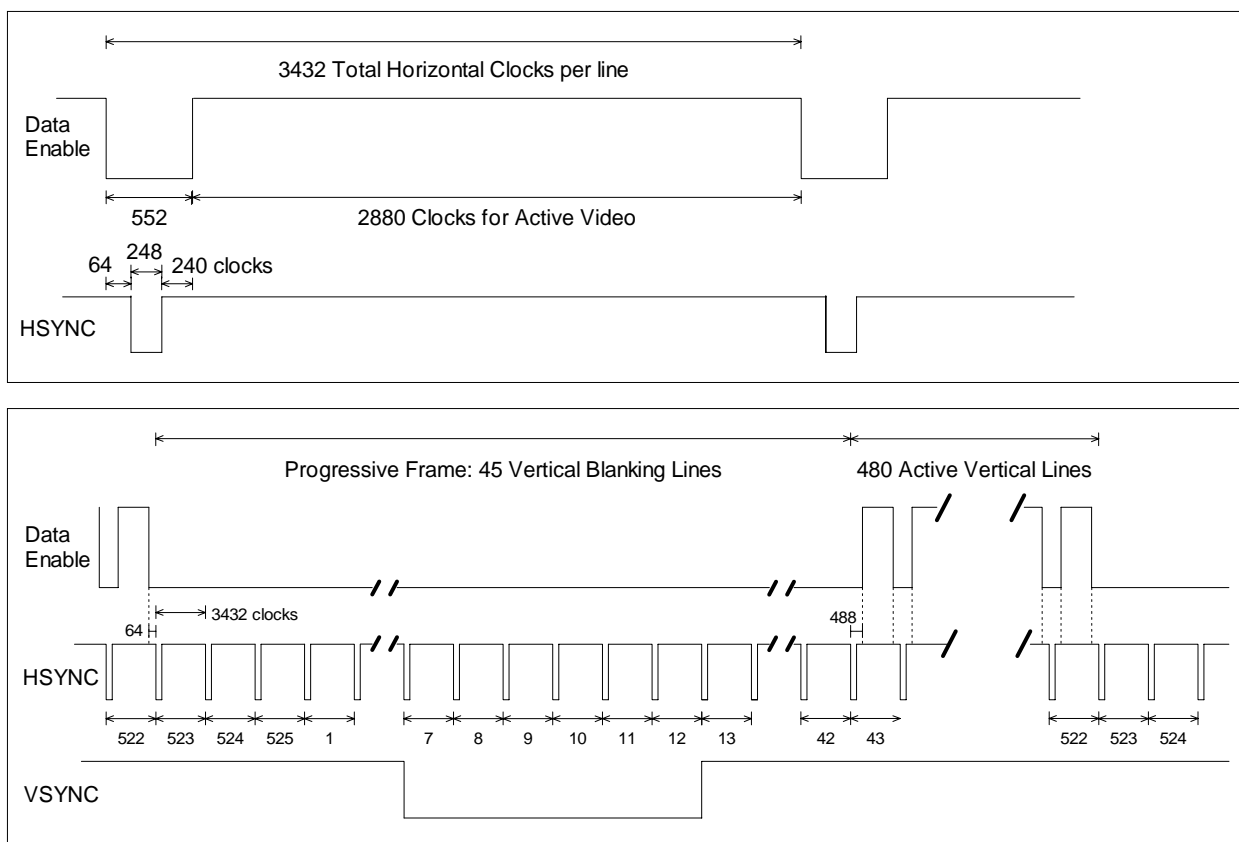 3432 Total Horizontal Clocks per line
Data
Enable
552
2880 Clocks for Active Video
248
64
240 clocks
HSYNC
Progressive Frame: 45 Vertical Blanking Lines
480 Active Vertical Lines
Data
Enable
3432 clocks
64
488
HSYNC
522 523 524 525 1 7 8 9 10 11 12 13 42 43 522 523 524
VSYNC